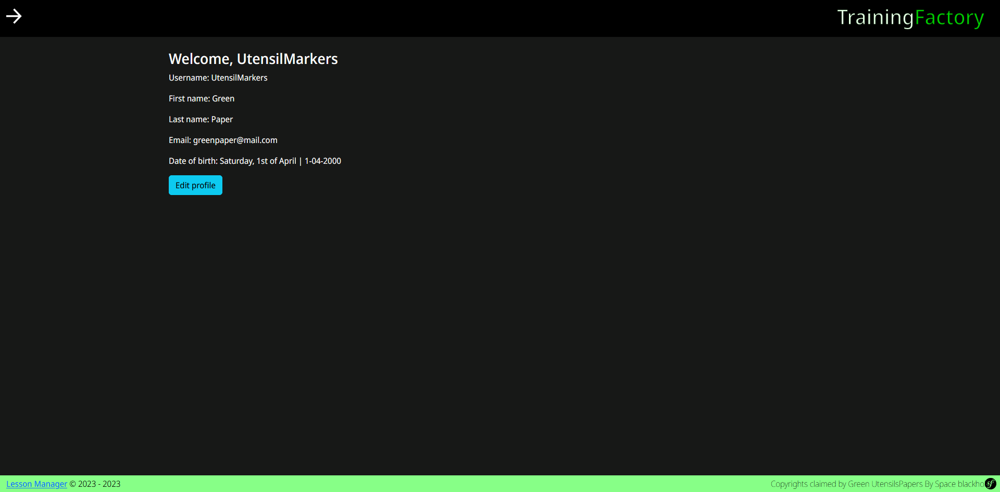 TrainingFactory
Welcome, UtensilMarkers
Username: UtensilMarkers
First name: Green
Last name: Paper
Email: greenpaper@mail.com
Date of birth: Saturday, 1st of April | 1-04-2000
Edit profile
Lesson Manager © 2023 - 2023
Copyrights claimed by Green UtensilsPapers By Space blackho
sf